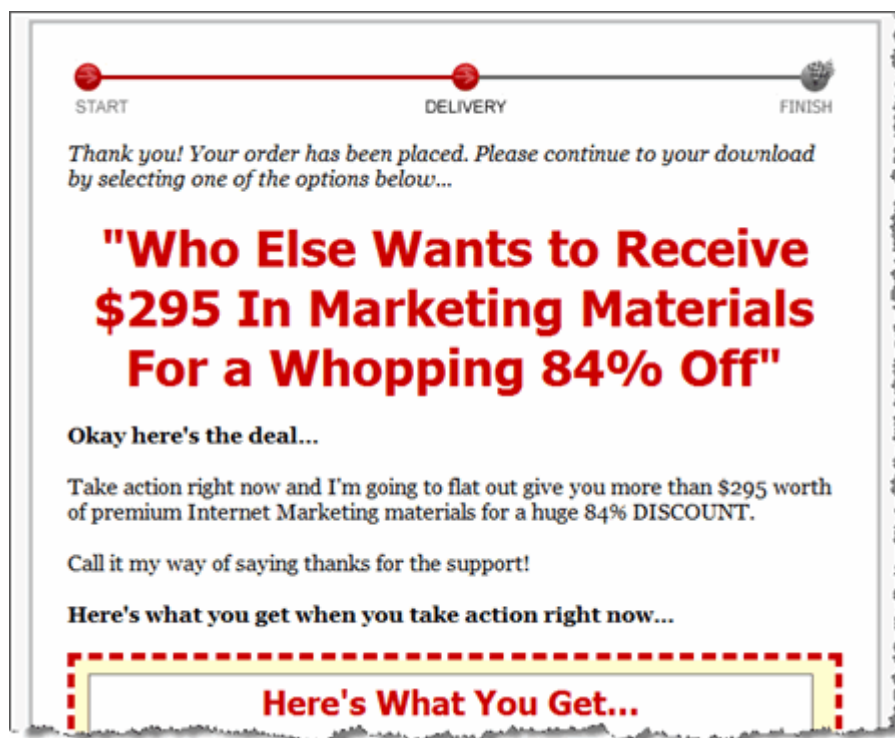 START DELIVERY FINISH
Thank you! Your order has been placed. Please continue to your download
by selecting one of the options below...
"Who Else Wants to Receive
$295 In Marketing Materials
For a Whopping 84% Off"
Okay here's the deal...
Take action right now and I'm going to flat out give you more than $295 worth
of premium Internet Marketing materials for a huge 84% DISCOUNT.
Call it my way of saying thanks for the support!
Here's what you get when you take action right now...
Here's What You Get...